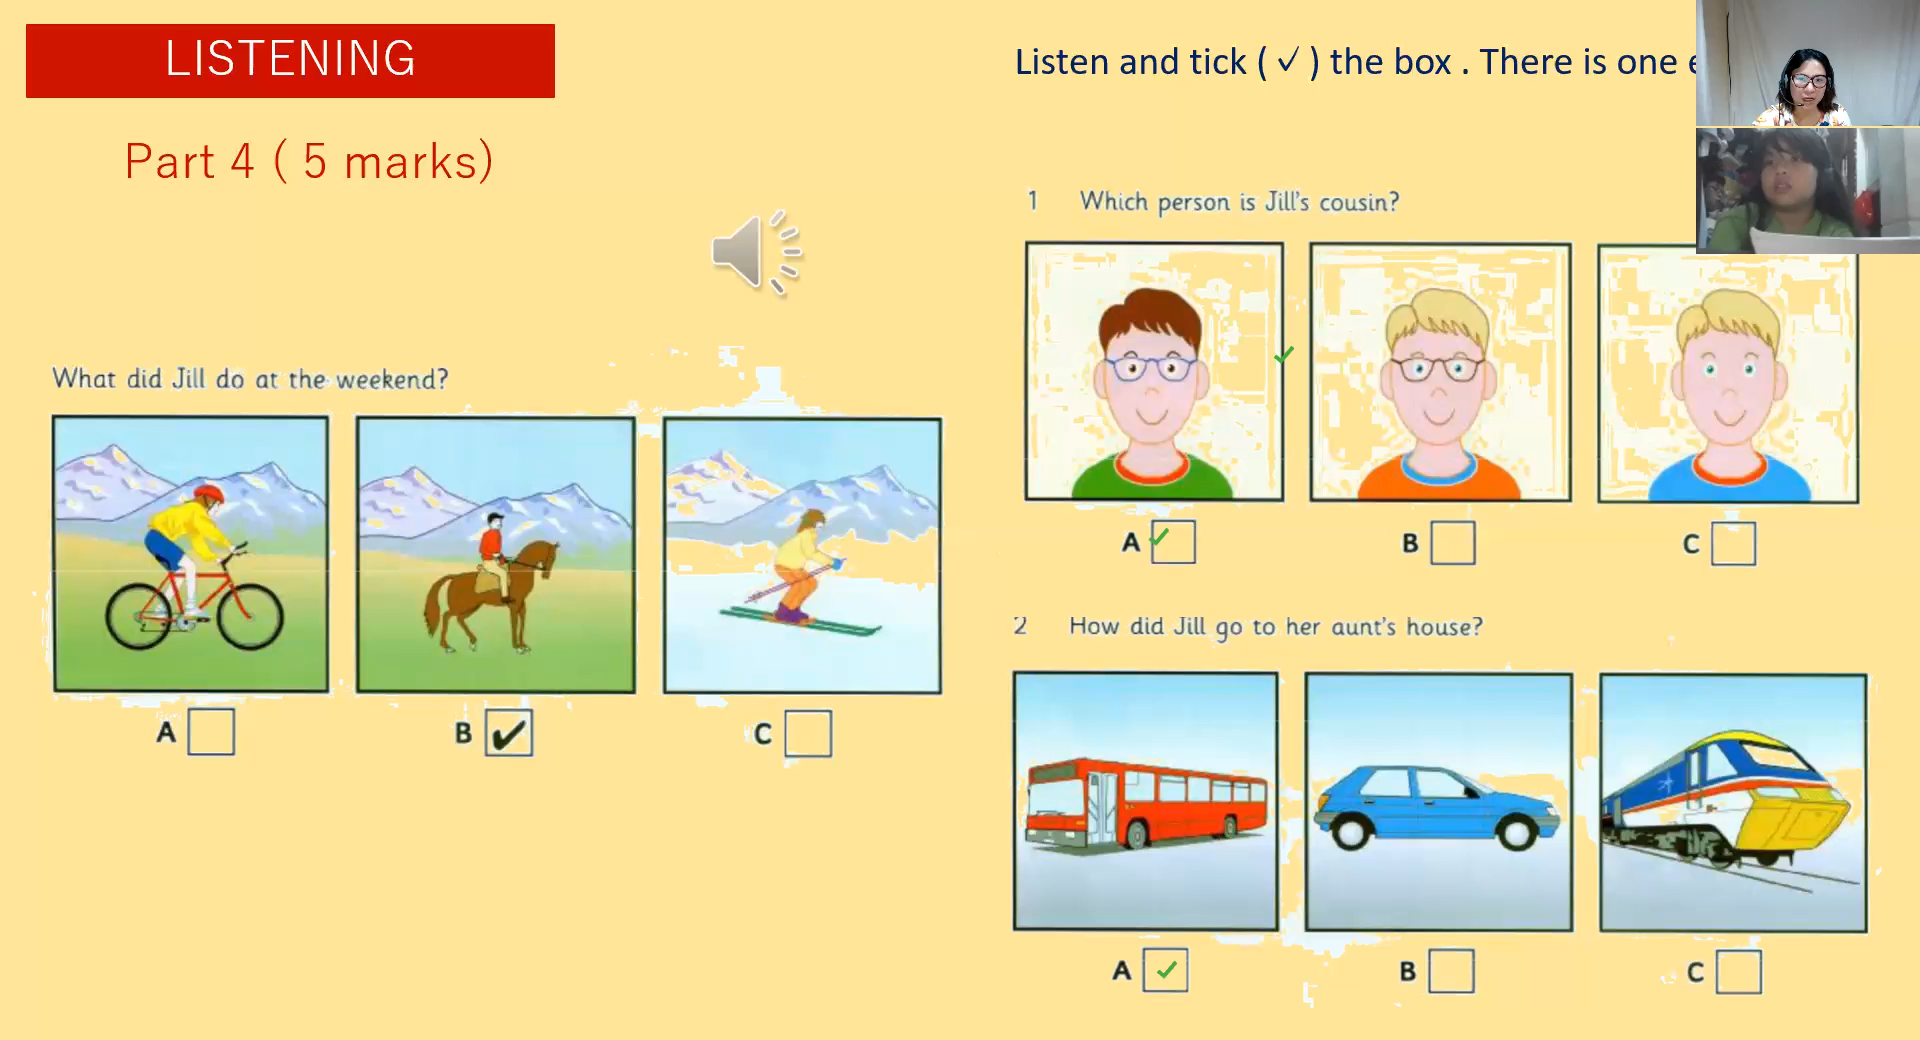 LISTENING
Part 4 ( 5 marks)
What did Jill do at the weekend?
A
B ✔
C
Listen and tick ( ✓ ) the box . There is one
1 Which person is Jill's cousin?
A ✓
B
C
2 How did Jill go to her aunt's house?
A ✓
B
C